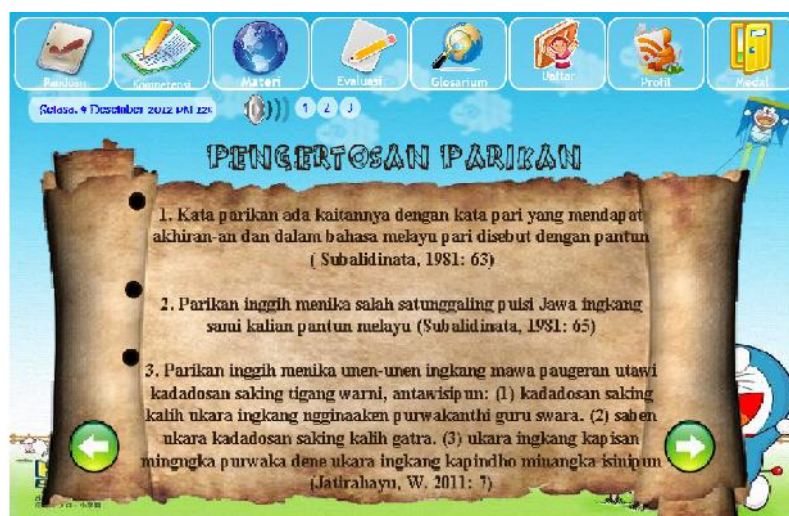 Panduan
Kompetensi
Materi
Evaluasi
Glosarium
Daftar
Profil
Modal
Selasa, 4 Desember 2012
1 2 3
PENGERTOSAN PARIKAN
1. Kata parikan ada kaitannya dengan kata pari yang mendapat
akhiran-an dan dalam bahasa melayu pari disebut dengan pantun
( Subalidinata, 1981: 63)
2. Parikan inggih menika salah satunggaling puisi Jawa ingkang
sami kalian pantun melayu (Subalidinata, 1981: 65)
3. Parikan inggih menika unen-unen ingkang mawa paugeran utawi
kadadosan saking tigang warni, antawisipun: (1) kadadosan saking
kalih ukara ingkang ngginaaken purwakanthi guru swara. (2) saben
ukara kadadosan saking kalih gatra. (3) ukara ingkang kapisan
mingngka purwaka dene ukara ingkang kapindho minangka isinipun
(Jatirahayu, W. 2011: 7)